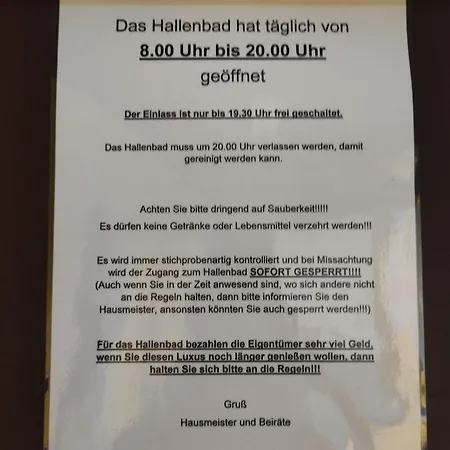 Das Hallenbad hat täglich von
8.00 Uhr bis 20.00 Uhr
geöffnet
Der Einlass ist nur bis 19.30 Uhr frei geschaltet.
Das Hallenbad muss um 20.00 Uhr verlassen werden, damit
gereinigt werden kann.
Achten Sie bitte dringend auf Sauberkeit!!!!!
Es dürfen keine Getränke oder Lebensmittel verzehrt werden!!!
Es wird immer stichprobenartig kontrolliert und bei Missachtung
wird der Zugang zum Hallenbad SOFORT GESPERRT!!!!
(Auch wenn Sie in der Zeit anwesend sind, wo sich andere nicht
an die Regeln halten, dann bitte informieren Sie den
Hausmeister, ansonsten könnten Sie auch gesperrt werden!!!)
Für das Hallenbad bezahlen die Eigentümer sehr viel Geld,
wenn Sie diesen Luxus noch länger genießen wollen, dann
halten Sie sich bitte an die Regeln!!!
Gruß
Hausmeister und Beiräte